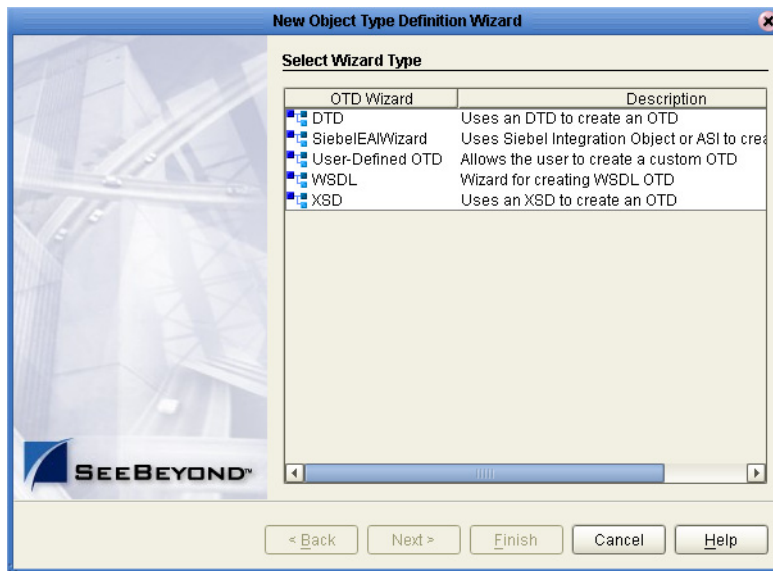 New Object Type Definition Wizard
Select Wizard Type
OTD Wizard Description
DTD Uses an DTD to create an OTD
SiebelEAIWizard Uses Siebel Integration Object or ASI to crea
User-Defined OTD Allows the user to create a custom OTD
WSDL Wizard for creating WSDL OTD
XSD Uses an XSD to create an OTD
SEEBEYOND™
< Back Next > Finish Cancel Help